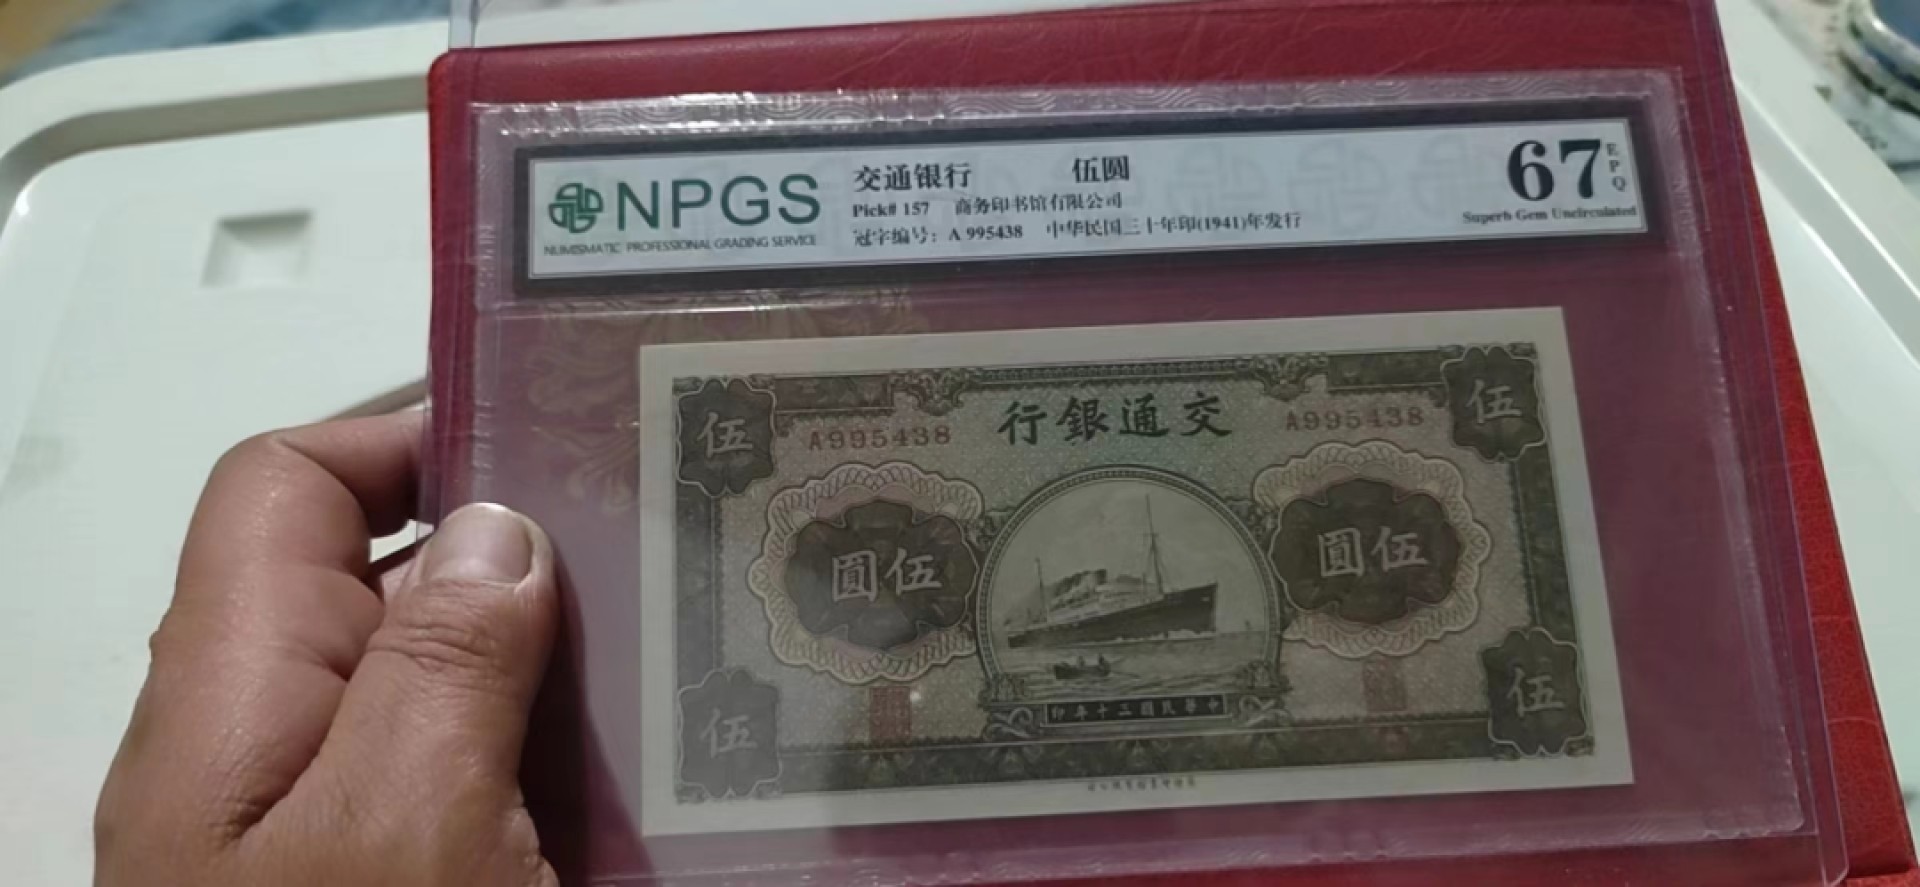 NPGS
NUMISMATIC PROFESSIONAL GRADING SERVICE
交通银行 伍圆
Pick# 157 商务印书馆有限公司
冠字编号：A 995438 中华民国三十年印(1941)年发行
67 EPQ
Superb Gem Uncirculated
伍 伍
行銀通交
A995438 A995438
圓伍 圓伍
印年十三國民華中
伍 伍